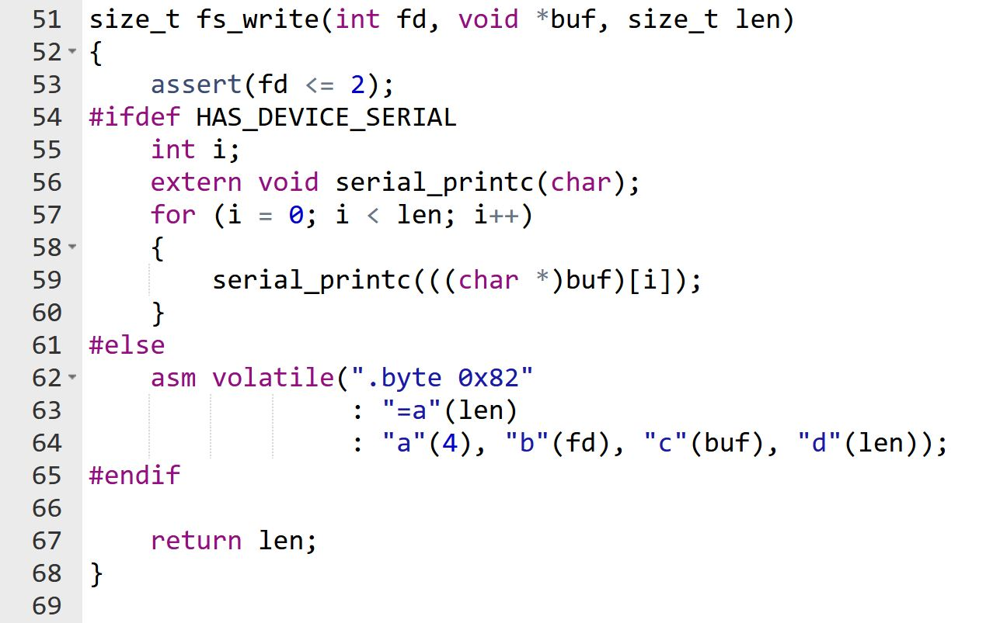 51 size_t fs_write(int fd, void *buf, size_t len)
52 {
53     assert(fd <= 2);
54 #ifdef HAS_DEVICE_SERIAL
55     int i;
56     extern void serial_printc(char);
57     for (i = 0; i < len; i++)
58     {
59         serial_printc(((char *)buf)[i]);
60     }
61 #else
62     asm volatile(".byte 0x82"
63                  : "=a"(len)
64                  : "a"(4), "b"(fd), "c"(buf), "d"(len));
65 #endif
66
67     return len;
68 }
69